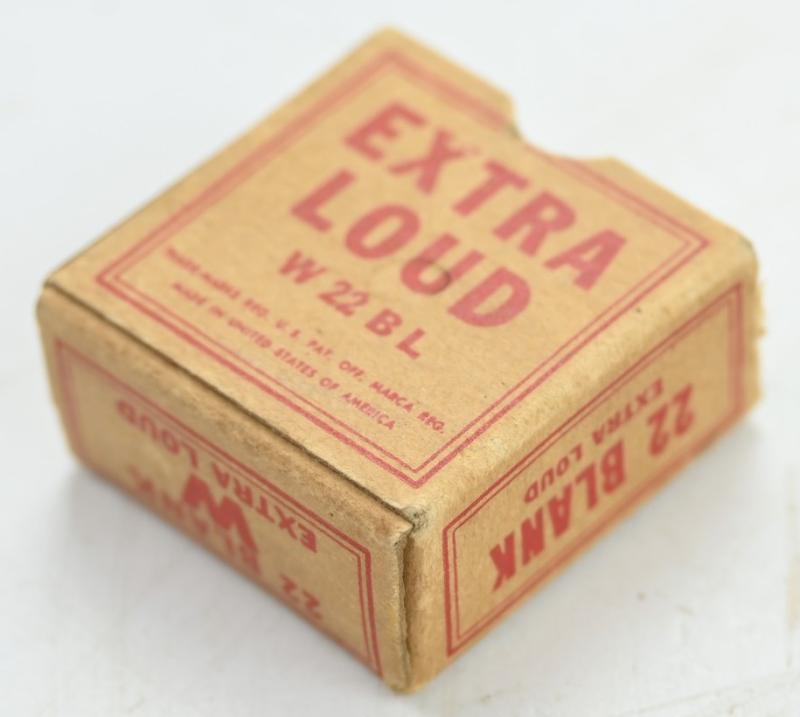 EXTRA
LOUD
W 22 B L
TRADE-MARKS REG. U. S. PAT. OFF. MARCA REG.
MADE IN UNITED STATES OF AMERICA
22 BLANK
W
EXTRA LOUD
22 BLANK
EXTRA LOUD